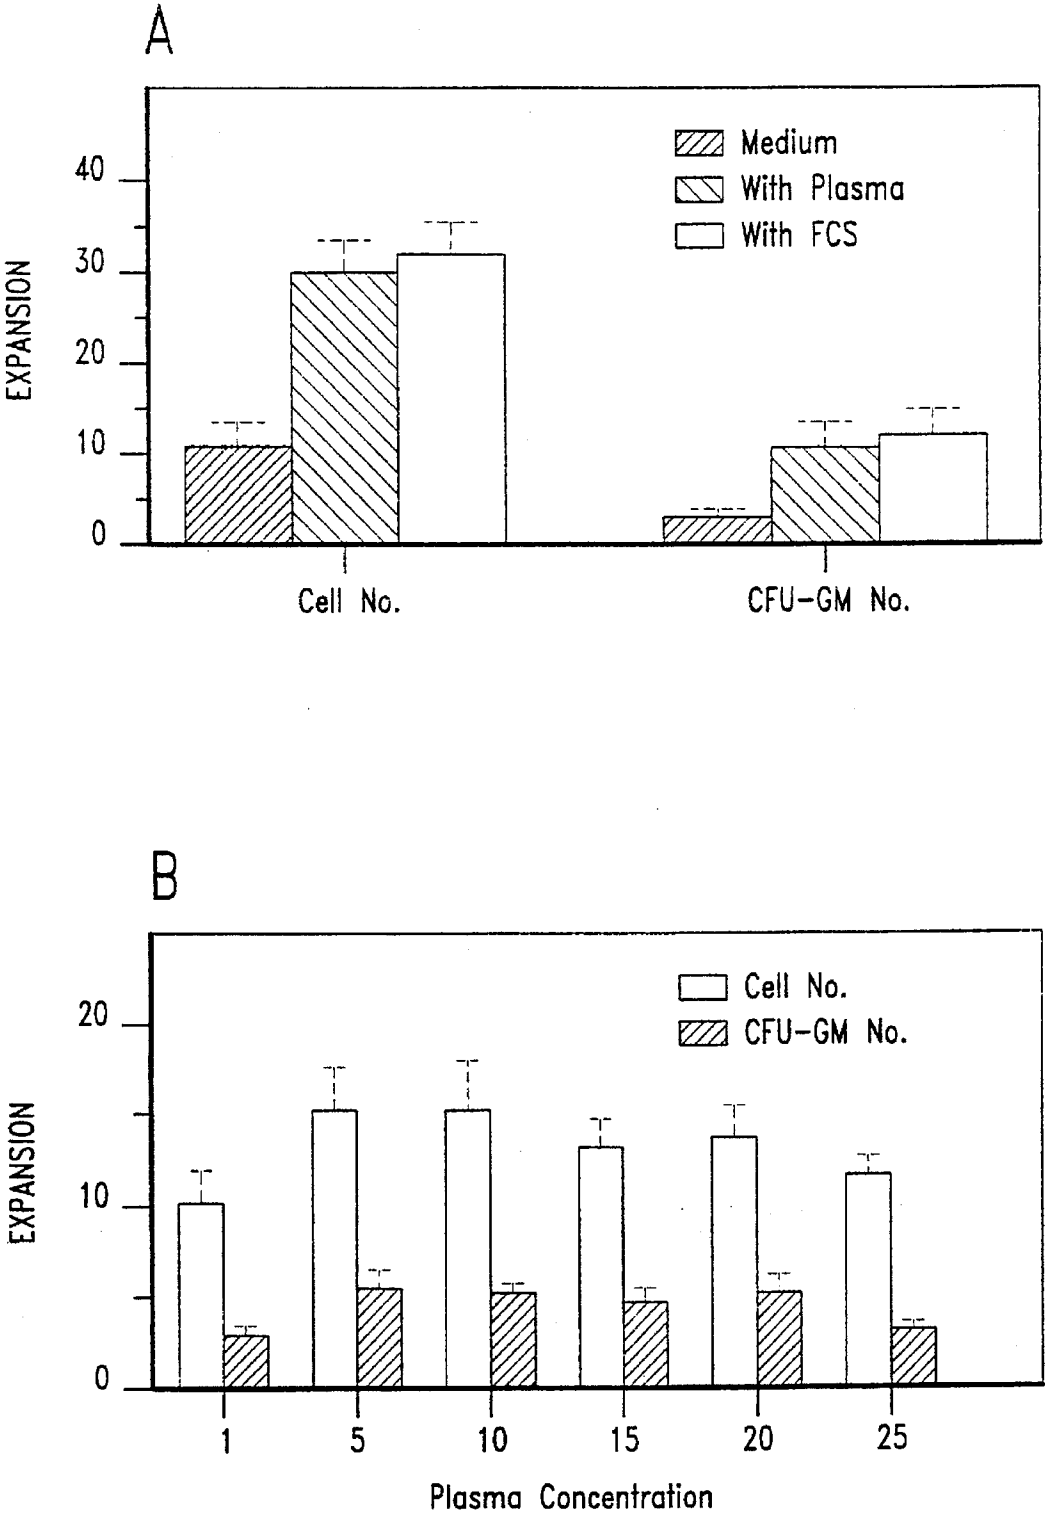 A
Medium
With Plasma
With FCS
40
30
20
10
0
EXPANSION
Cell No.
CFU-GM No.
B
Cell No.
CFU-GM No.
20
10
0
EXPANSION
1
5
10
15
20
25
Plasma Concentration